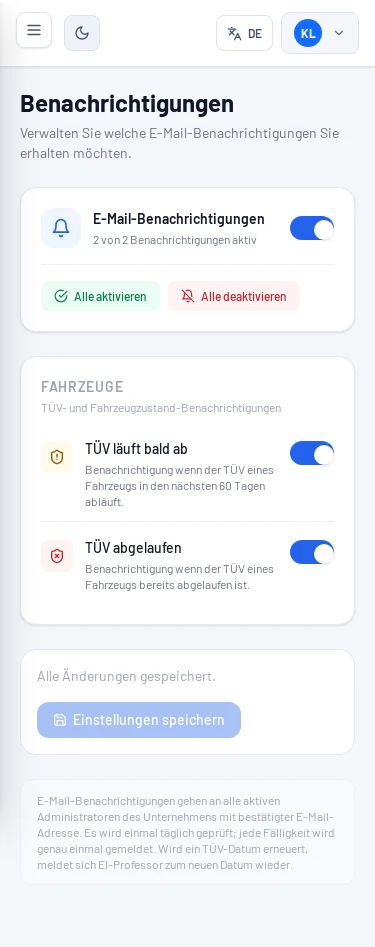 DE
KL
Benachrichtigungen
Verwalten Sie welche E-Mail-Benachrichtigungen Sie
erhalten möchten.
E-Mail-Benachrichtigungen
2 von 2 Benachrichtigungen aktiv
Alle aktivieren
Alle deaktivieren
FAHRZEUGE
TÜV- und Fahrzeugzustand-Benachrichtigungen
TÜV läuft bald ab
Benachrichtigung wenn der TÜV eines
Fahrzeugs in den nächsten 60 Tagen
abläuft.
TÜV abgelaufen
Benachrichtigung wenn der TÜV eines
Fahrzeugs bereits abgelaufen ist.
Alle Änderungen gespeichert.
Einstellungen speichern
E-Mail-Benachrichtigungen gehen an alle aktiven
Administratoren des Unternehmens mit bestätigter E-Mail-
Adresse. Es wird einmal täglich geprüft; jede Fälligkeit wird
genau einmal gemeldet. Wird ein TÜV-Datum erneuert,
meldet sich EI-Professor zum neuen Datum wieder.